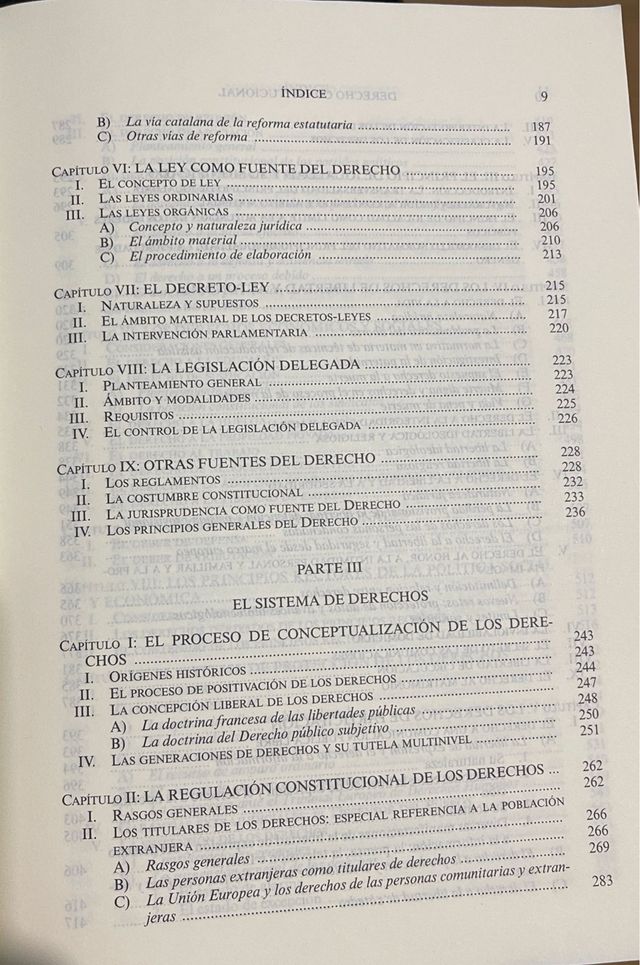 ÍNDICE 9
B) La vía catalana de la reforma estatutaria ........ 187
C) Otras vías de reforma ........ 191
CAPÍTULO VI: LA LEY COMO FUENTE DEL DERECHO ........ 195
I. EL CONCEPTO DE LEY ........ 195
II. LAS LEYES ORDINARIAS ........ 201
III. LAS LEYES ORGÁNICAS ........ 206
A) Concepto y naturaleza jurídica ........ 206
B) El ámbito material ........ 210
C) El procedimiento de elaboración ........ 213
CAPÍTULO VII: EL DECRETO-LEY ........ 215
I. NATURALEZA Y SUPUESTOS ........ 215
II. EL ÁMBITO MATERIAL DE LOS DECRETOS-LEYES ........ 217
III. LA INTERVENCIÓN PARLAMENTARIA ........ 220
CAPÍTULO VIII: LA LEGISLACIÓN DELEGADA ........ 223
I. PLANTEAMIENTO GENERAL ........ 223
II. ÁMBITO Y MODALIDADES ........ 224
III. REQUISITOS ........ 225
IV. EL CONTROL DE LA LEGISLACIÓN DELEGADA ........ 226
CAPÍTULO IX: OTRAS FUENTES DEL DERECHO ........ 228
I. LOS REGLAMENTOS ........ 228
II. LA COSTUMBRE CONSTITUCIONAL ........ 232
III. LA JURISPRUDENCIA COMO FUENTE DEL DERECHO ........ 233
IV. LOS PRINCIPIOS GENERALES DEL DERECHO ........ 236
PARTE III
EL SISTEMA DE DERECHOS
CAPÍTULO I: EL PROCESO DE CONCEPTUALIZACIÓN DE LOS DERE-
CHOS ........ 243
I. ORÍGENES HISTÓRICOS ........ 243
II. EL PROCESO DE POSITIVACIÓN DE LOS DERECHOS ........ 244
III. LA CONCEPCIÓN LIBERAL DE LOS DERECHOS ........ 247
A) La doctrina francesa de las libertades públicas ........ 248
B) La doctrina del Derecho público subjetivo ........ 250
IV. LAS GENERACIONES DE DERECHOS Y SU TUTELA MULTINIVEL ........ 251
CAPÍTULO II: LA REGULACIÓN CONSTITUCIONAL DE LOS DERECHOS ... 262
I. RASGOS GENERALES ........ 262
II. LOS TITULARES DE LOS DERECHOS: ESPECIAL REFERENCIA A LA POBLACIÓN
EXTRANJERA ........ 266
A) Rasgos generales ........ 266
B) Las personas extranjeras como titulares de derechos ........ 269
C) La Unión Europea y los derechos de las personas comunitarias y extran-
jeras ........ 283